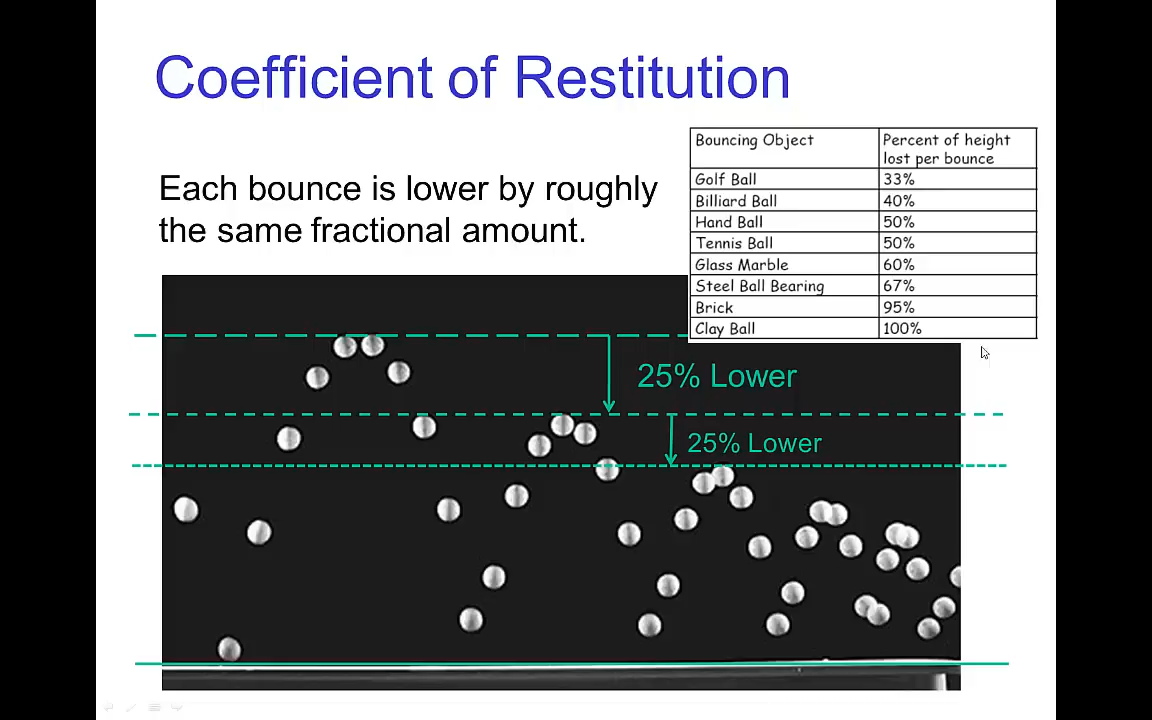 Coefficient of Restitution
Each bounce is lower by roughly
the same fractional amount.
Bouncing Object Percent of height
lost per bounce
Golf Ball 33%
Billiard Ball 40%
Hand Ball 50%
Tennis Ball 50%
Glass Marble 60%
Steel Ball Bearing 67%
Brick 95%
Clay Ball 100%
25% Lower
25% Lower